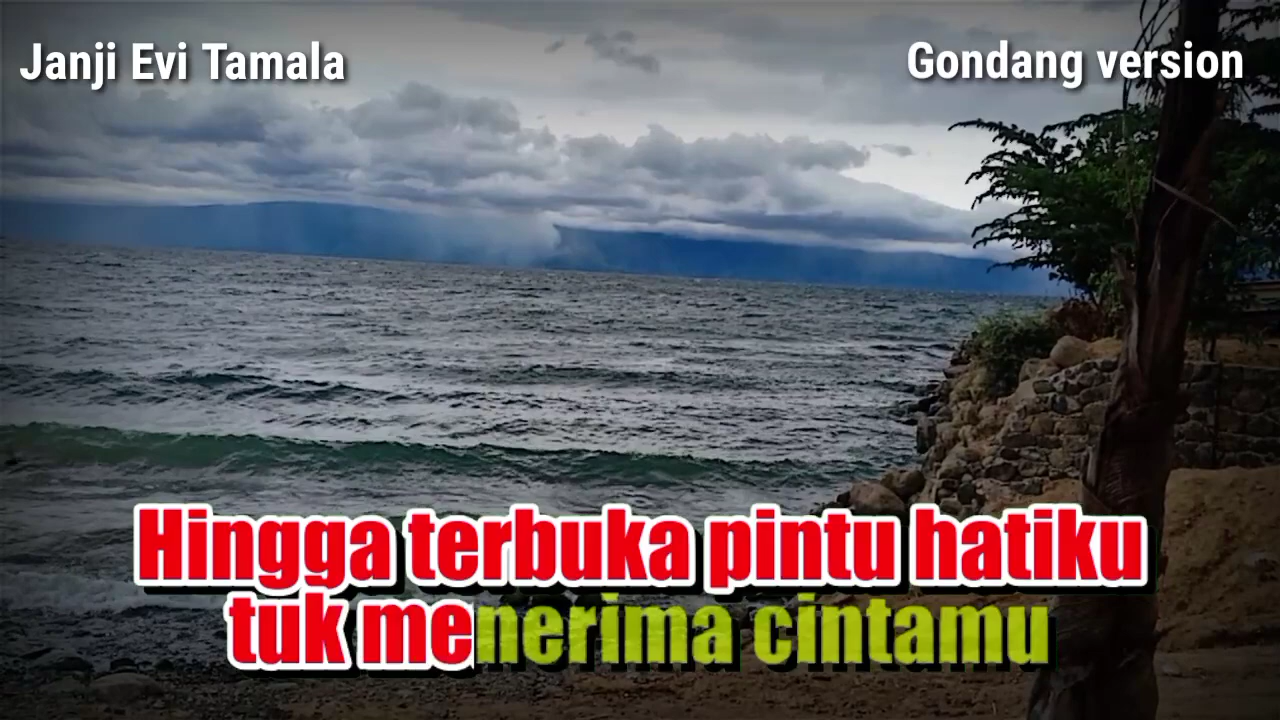 Janji Evi Tamala
Gondang version
Hingga terbuka pintu hatiku
tuk menerima cintamu